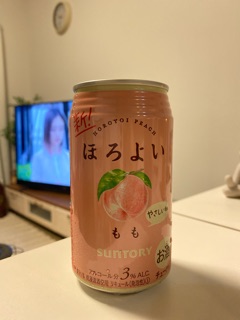 新!
HOROYOI PEACH
ほろよい
やさしい
もも
SUNTORY
お酒
アルコール分3%ALC.